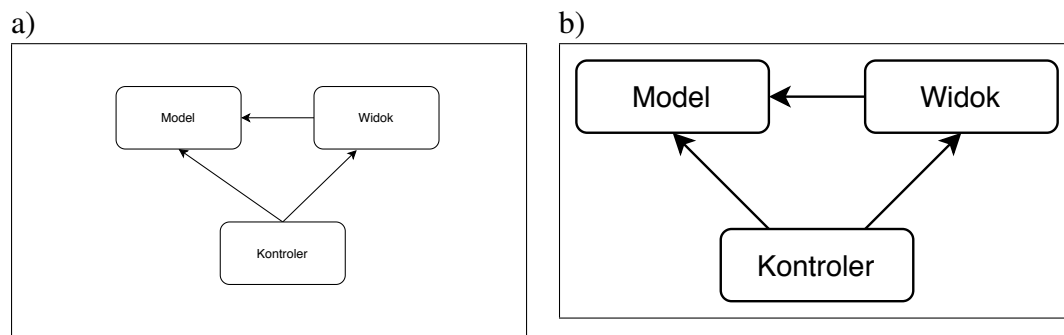 a)
Model
Widok
Kontroler
b)
Model
Widok
Kontroler